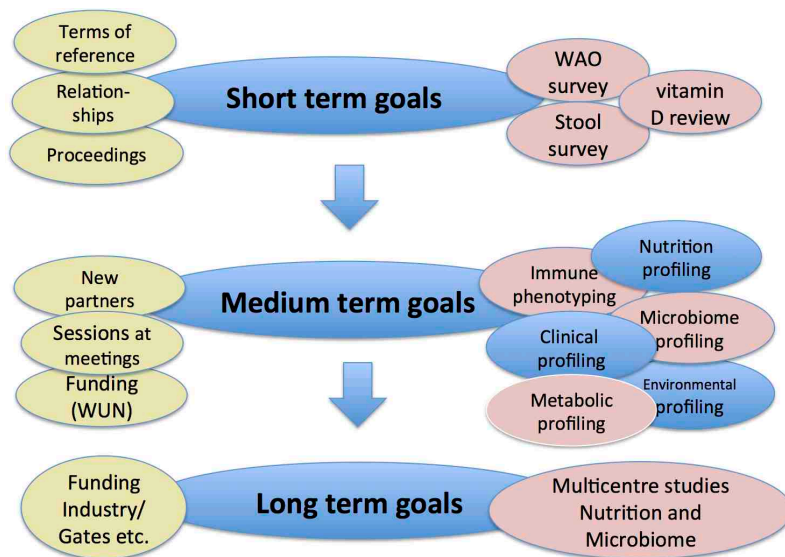 Terms of
reference
Relation-
ships
Proceedings
Short term goals
WAO
survey
Stool
survey
vitamin
D review
New
partners
Sessions at
meetings
Funding
(WUN)
Medium term goals
Immune
phenotyping
Nutrition
profiling
Microbiome
profiling
Clinical
profiling
Environmental
profiling
Metabolic
profiling
Funding
Industry/
Gates etc.
Long term goals
Multicentre studies
Nutrition and
Microbiome